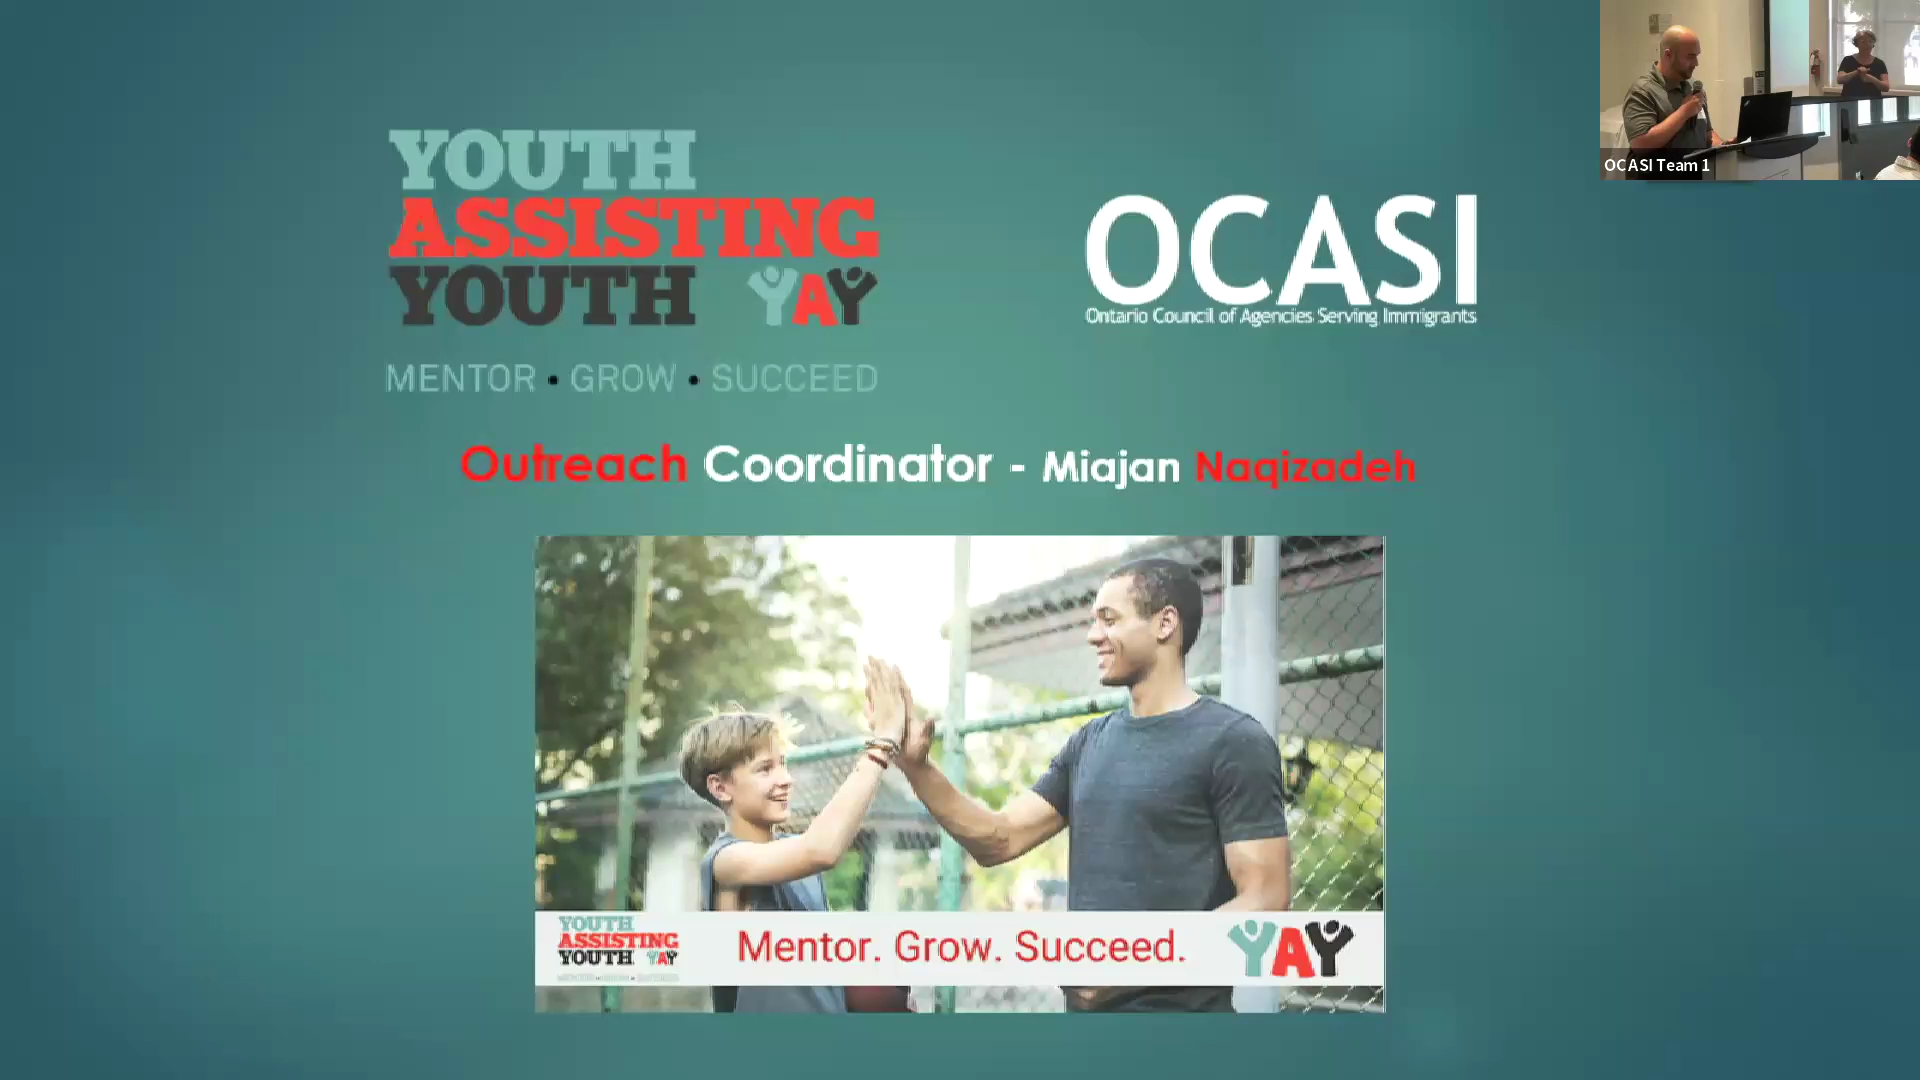 YOUTH
ASSISTING
YOUTH YAY
MENTOR • GROW • SUCCEED
OCASI
Ontario Council of Agencies Serving Immigrants
OCASI Team 1
Outreach Coordinator - Miajan Naqizadeh
YOUTH
ASSISTING
YOUTH YAY
Mentor. Grow. Succeed.
YAY